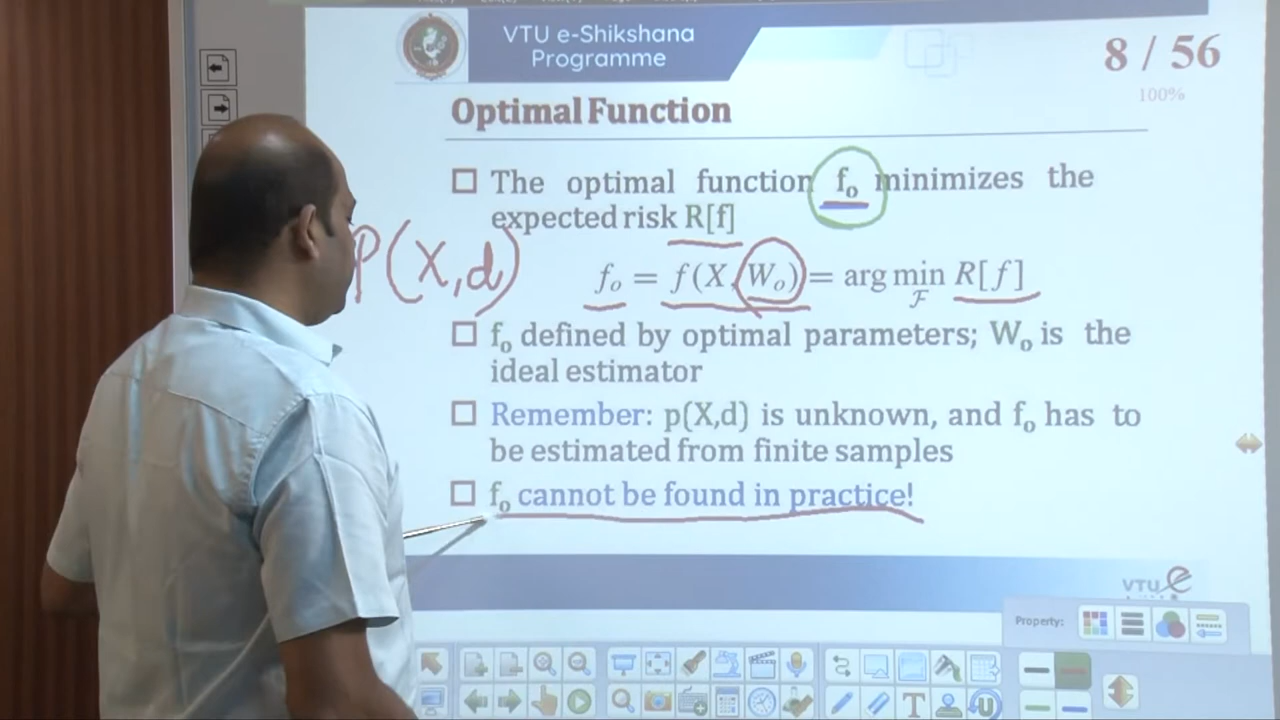 VTU e-Shikshana
Programme
8 / 56
100%
Optimal Function
The optimal function f₀ minimizes the
expected risk R[f]
P(X,d)
f₀ = f(X, W₀) = arg min R[f]
ℱ
f₀ defined by optimal parameters; W₀ is the
ideal estimator
Remember: p(X,d) is unknown, and f₀ has to
be estimated from finite samples
f₀ cannot be found in practice!
VTU e
Property: